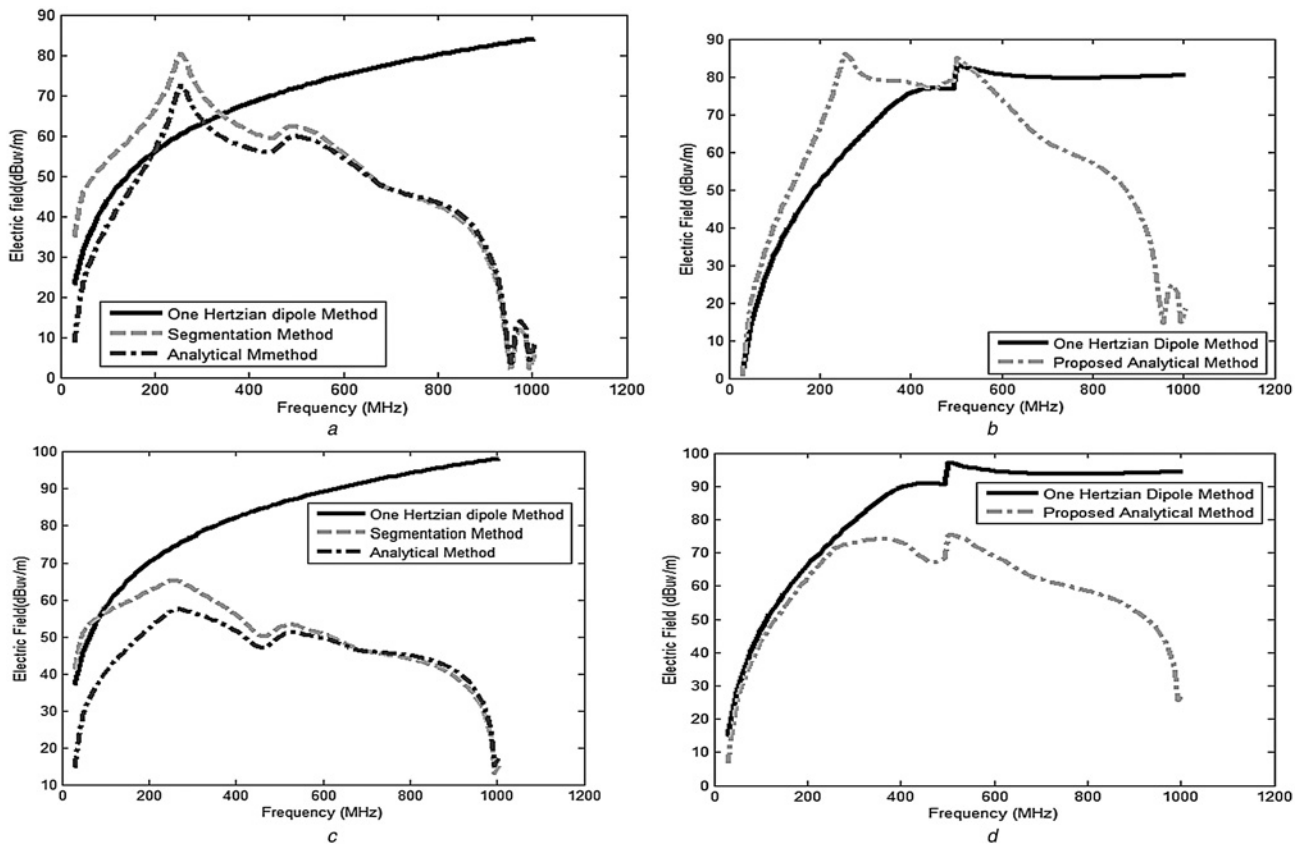 90
80
70
60
50
40
30
20
10
0
Electric field(dBuv/m)
One Hertzian dipole Method
Segmentation Method
Analytical Mmethod
0 200 400 600 800 1000 1200
Frequency (MHz)
a
90
80
70
60
50
40
30
20
10
0
Electric Field (dBuv/m)
One Hertzian Dipole Method
Proposed Analytical Method
0 200 400 600 800 1000 1200
Frequency (MHz)
b
100
90
80
70
60
50
40
30
20
10
Electric Field(dBuv/m)
One Hertzian dipole Method
Segmentation Method
Analytical Method
0 200 400 600 800 1000 1200
Frequency (MHz)
c
100
90
80
70
60
50
40
30
20
10
0
Electric Field (dBuv/m)
One Hertzian Dipole Method
Proposed Analytical Method
0 200 400 600 800 1000 1200
Frequency (MHz)
d